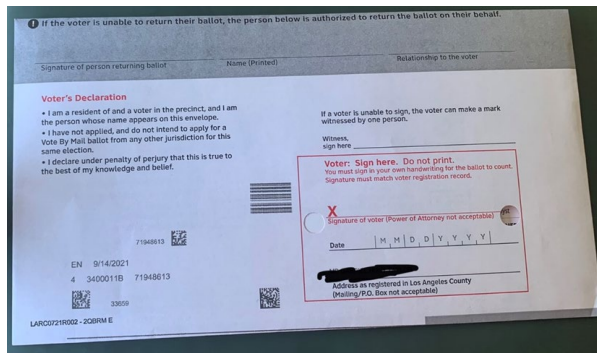 ! If the voter is unable to return their ballot, the person below is authorized to return the ballot on their behalf.
Signature of person returning ballot
Name (Printed)
Relationship to the voter
Voter's Declaration
• I am a resident of and a voter in the precinct, and I am
the person whose name appears on this envelope.
• I have not applied, and do not intend to apply for a
Vote By Mail ballot from any other jurisdiction for this
same election.
• I declare under penalty of perjury that this is true to
the best of my knowledge and belief.
If a voter is unable to sign, the voter can make a mark
witnessed by one person.
Witness,
sign here
Voter: Sign here. Do not print.
You must sign in your own handwriting for the ballot to count.
Signature must match voter registration record.
X
Signature of voter (Power of Attorney not acceptable)
Date M M D D Y Y Y Y
Address as registered in Los Angeles County
(Mailing/P.O. Box not acceptable)
71948613
EN 9/14/2021
4 3400011B 71948613
33659
LARC0721R002 - 2QBRM E